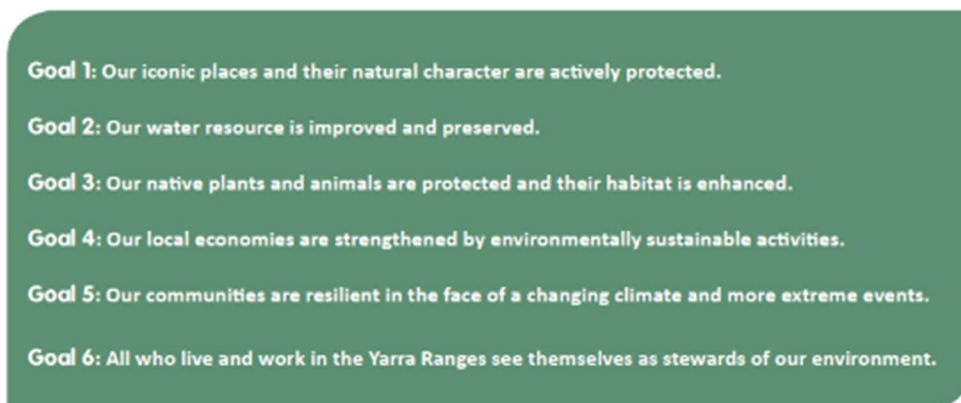 Goal 1: Our iconic places and their natural character are actively protected.
Goal 2: Our water resource is improved and preserved.
Goal 3: Our native plants and animals are protected and their habitat is enhanced.
Goal 4: Our local economies are strengthened by environmentally sustainable activities.
Goal 5: Our communities are resilient in the face of a changing climate and more extreme events.
Goal 6: All who live and work in the Yarra Ranges see themselves as stewards of our environment.